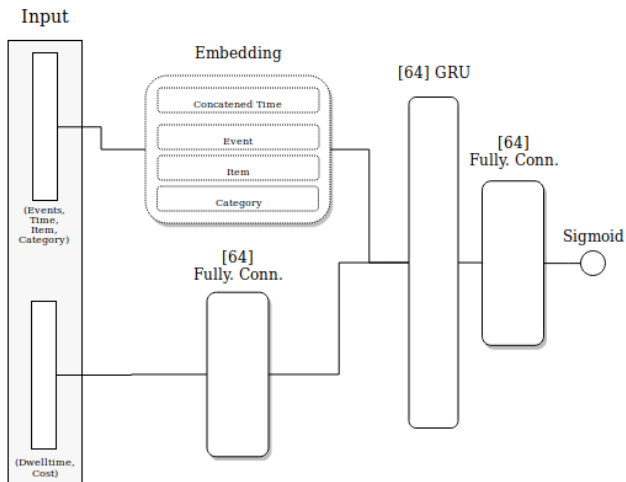 Input
Embedding
Concatened Time
Event
Item
Category
(Events,
Time,
Item,
Category)
[64]
Fully. Conn.
(Dwelltime,
Cost)
[64] GRU
[64]
Fully. Conn.
Sigmoid